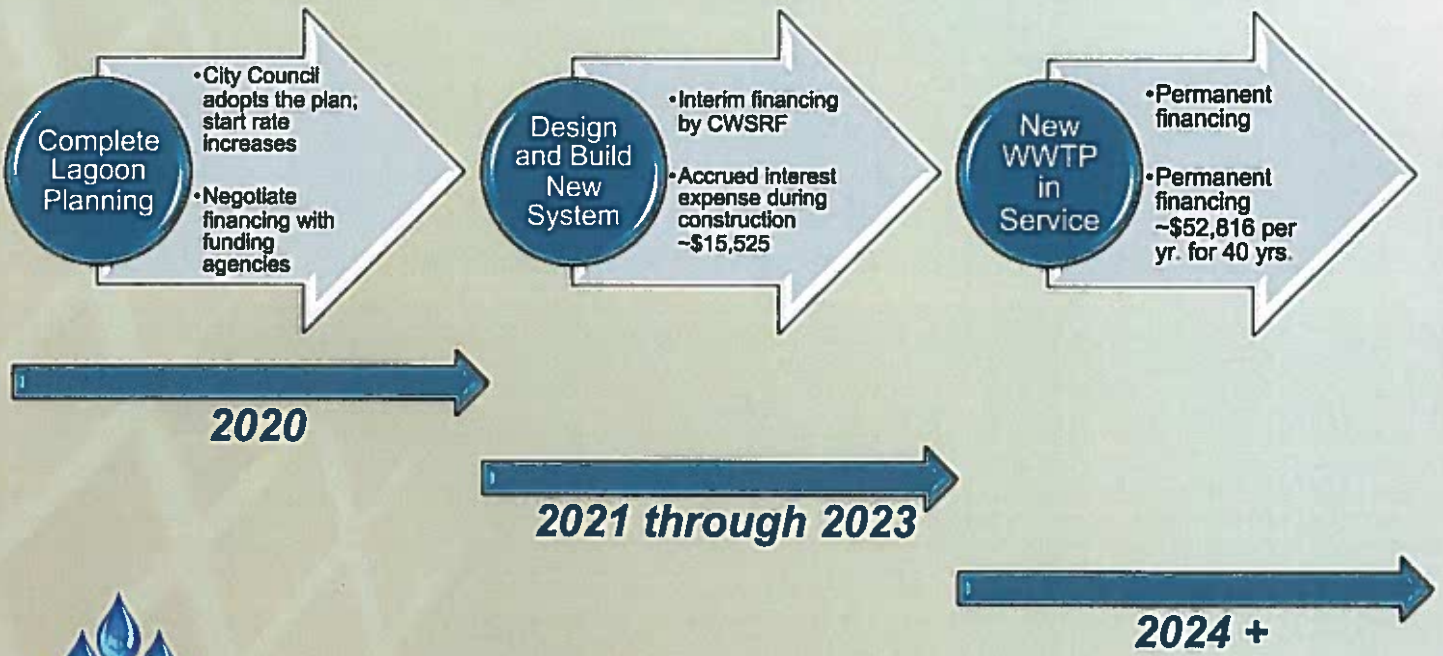 Complete
Lagoon
Planning
•City Council
adopts the plan;
start rate
increases
•Negotiate
financing with
funding
agencies
Design
and Build
New
System
•Interim financing
by CWSRF
•Accrued interest
expense during
construction
~$15,525
New
WWTP
in
Service
•Permanent
financing
•Permanent
financing
~$52,816 per
yr. for 40 yrs.
2020
2021 through 2023
2024 +